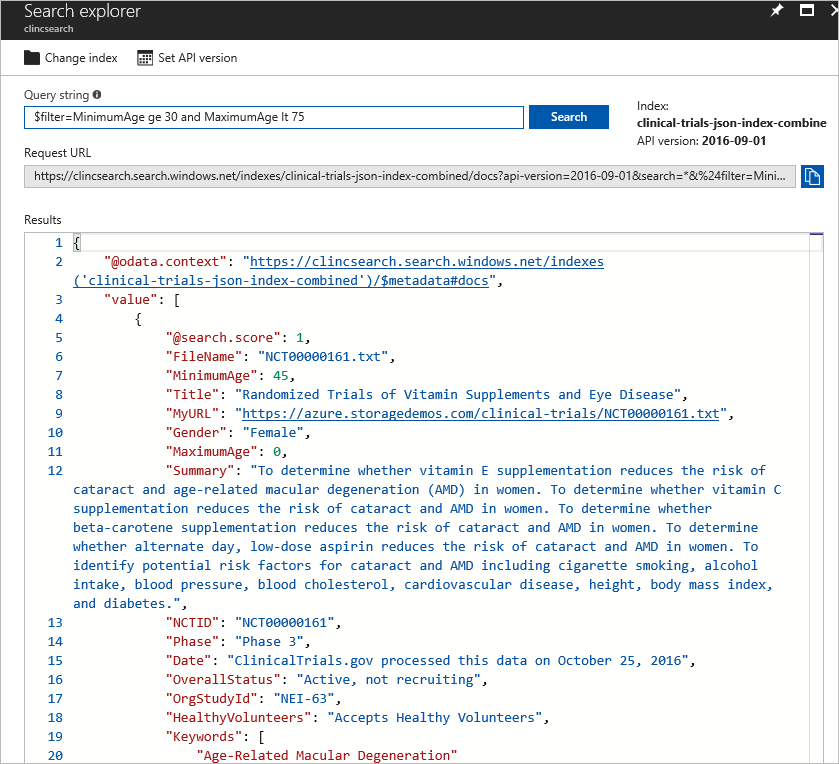 Search explorer
clincsearch
Change index
Set API version
Query string
$filter=MinimumAge ge 30 and MaximumAge lt 75
Search
Index:
clinical-trials-json-index-combine
API version: 2016-09-01
Request URL
https://clincsearch.search.windows.net/indexes/clinical-trials-json-index-combined/docs?api-version=2016-09-01&search=*&%24filter=Mini...
Results
1 {
2 "@odata.context": "https://clincsearch.search.windows.net/indexes
('clinical-trials-json-index-combined')/$metadata#docs",
3 "value": [
4 {
5 "@search.score": 1,
6 "FileName": "NCT00000161.txt",
7 "MinimumAge": 45,
8 "Title": "Randomized Trials of Vitamin Supplements and Eye Disease",
9 "MyURL": "https://azure.storagedemos.com/clinical-trials/NCT00000161.txt",
10 "Gender": "Female",
11 "MaximumAge": 0,
12 "Summary": "To determine whether vitamin E supplementation reduces the risk of
cataract and age-related macular degeneration (AMD) in women. To determine whether vitamin C
supplementation reduces the risk of cataract and AMD in women. To determine whether
beta-carotene supplementation reduces the risk of cataract and AMD in women. To determine
whether alternate day, low-dose aspirin reduces the risk of cataract and AMD in women. To
identify potential risk factors for cataract and AMD including cigarette smoking, alcohol
intake, blood pressure, blood cholesterol, cardiovascular disease, height, body mass index,
and diabetes.",
13 "NCTID": "NCT00000161",
14 "Phase": "Phase 3",
15 "Date": "ClinicalTrials.gov processed this data on October 25, 2016",
16 "OverallStatus": "Active, not recruiting",
17 "OrgStudyId": "NEI-63",
18 "HealthyVolunteers": "Accepts Healthy Volunteers",
19 "Keywords": [
20 "Age-Related Macular Degeneration"